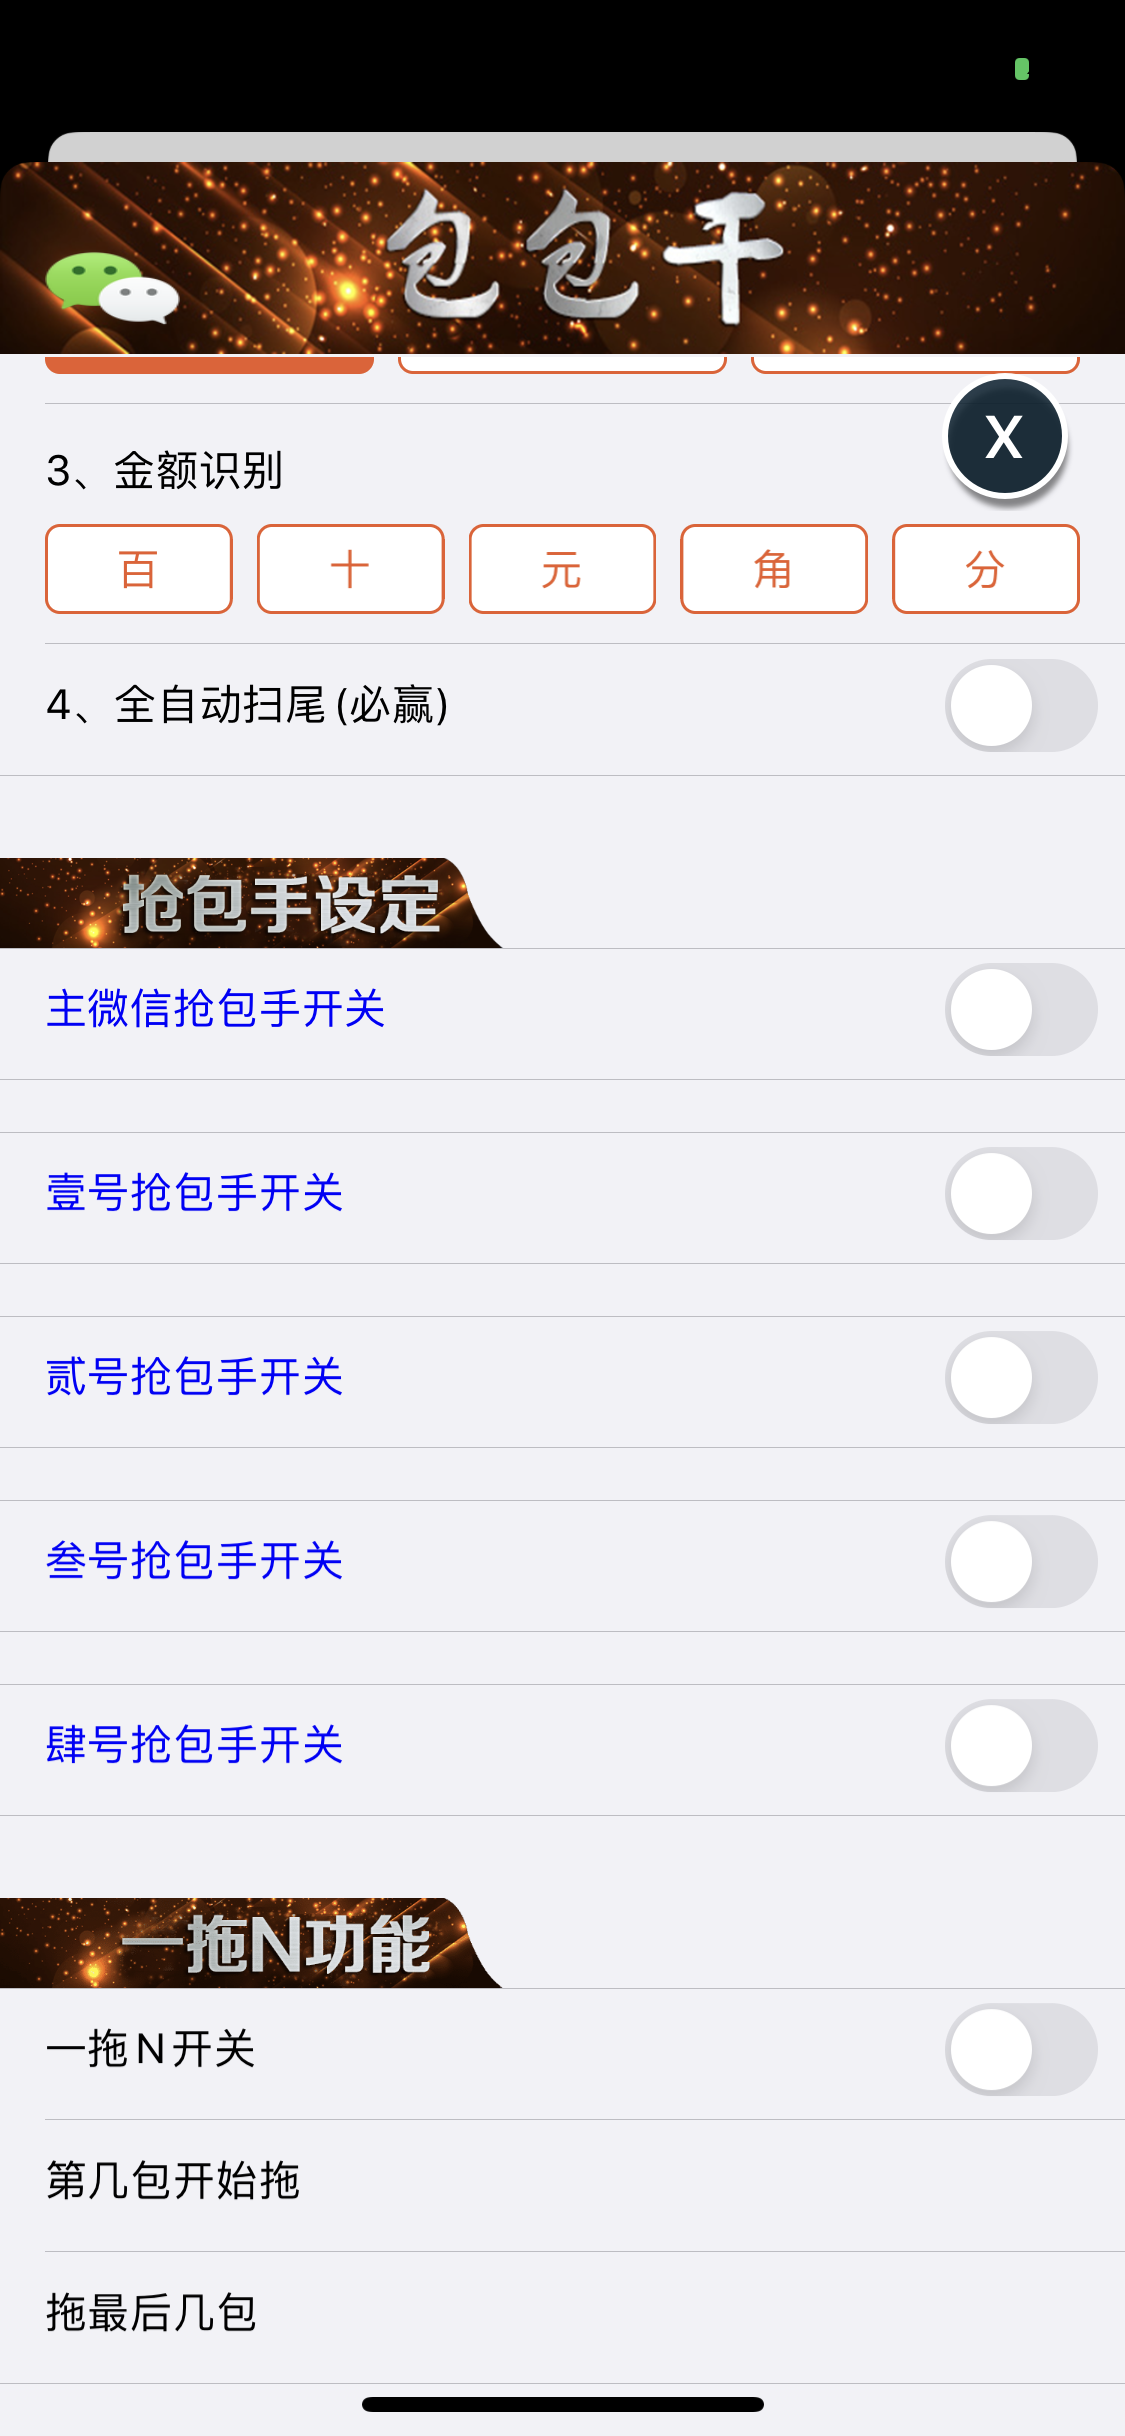 包包干
X
3、金额识别
百 十 元 角 分
4、全自动扫尾(必赢)
抢包手设定
主微信抢包手开关
壹号抢包手开关
贰号抢包手开关
叁号抢包手开关
肆号抢包手开关
一拖N功能
一拖N开关
第几包开始拖
拖最后几包